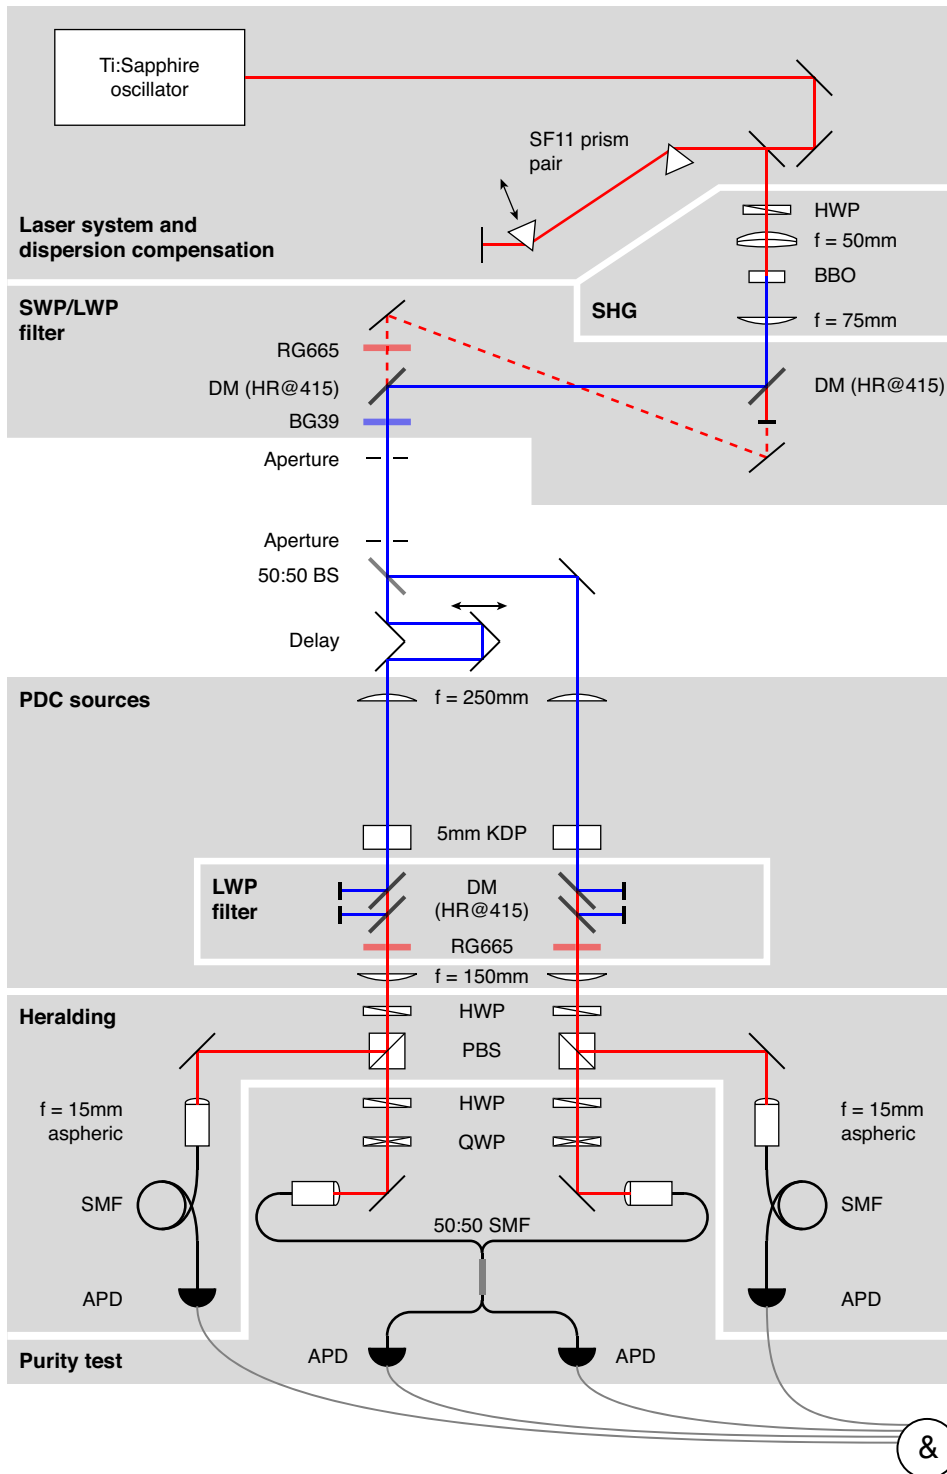 Ti:Sapphire
oscillator
SF11 prism
pair
Laser system and
dispersion compensation
HWP
f = 50mm
BBO
SHG
f = 75mm
SWP/LWP
filter
RG665
DM (HR@415)
DM (HR@415)
BG39
Aperture
Aperture
50:50 BS
Delay
PDC sources
f = 250mm
5mm KDP
LWP
filter
DM
(HR@415)
RG665
f = 150mm
Heralding
HWP
PBS
f = 15mm
aspheric
HWP
QWP
f = 15mm
aspheric
SMF
50:50 SMF
SMF
APD
APD
Purity test
APD
APD
&